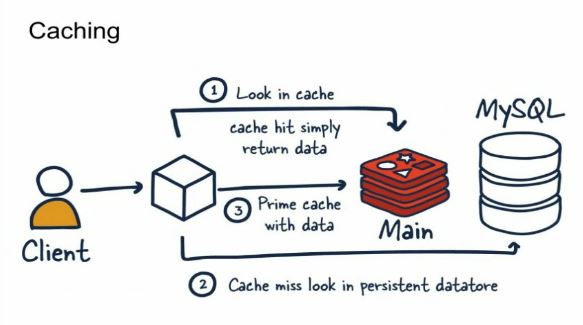 Caching
1 Look in cache
cache hit simply
return data
MySQL
3 Prime cache
with data
Main
Client
2 Cache miss look in persistent datatore